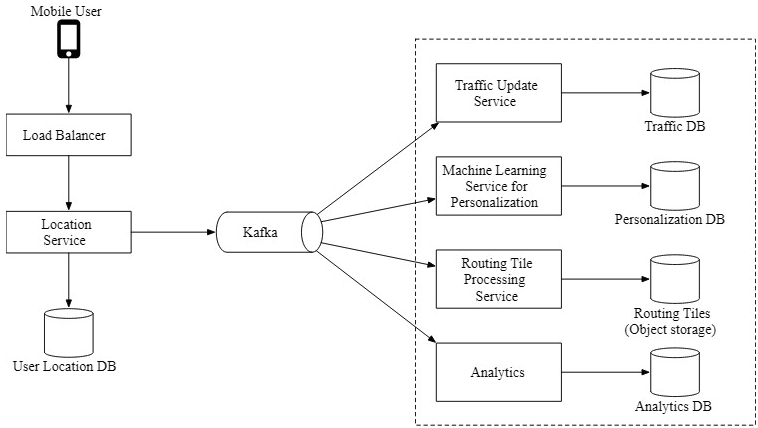 Mobile User
Load Balancer
Location
Service
User Location DB
Kafka
Traffic Update
Service
Traffic DB
Machine Learning
Service for
Personalization
Personalization DB
Routing Tile
Processing
Service
Routing Tiles
(Object storage)
Analytics
Analytics DB